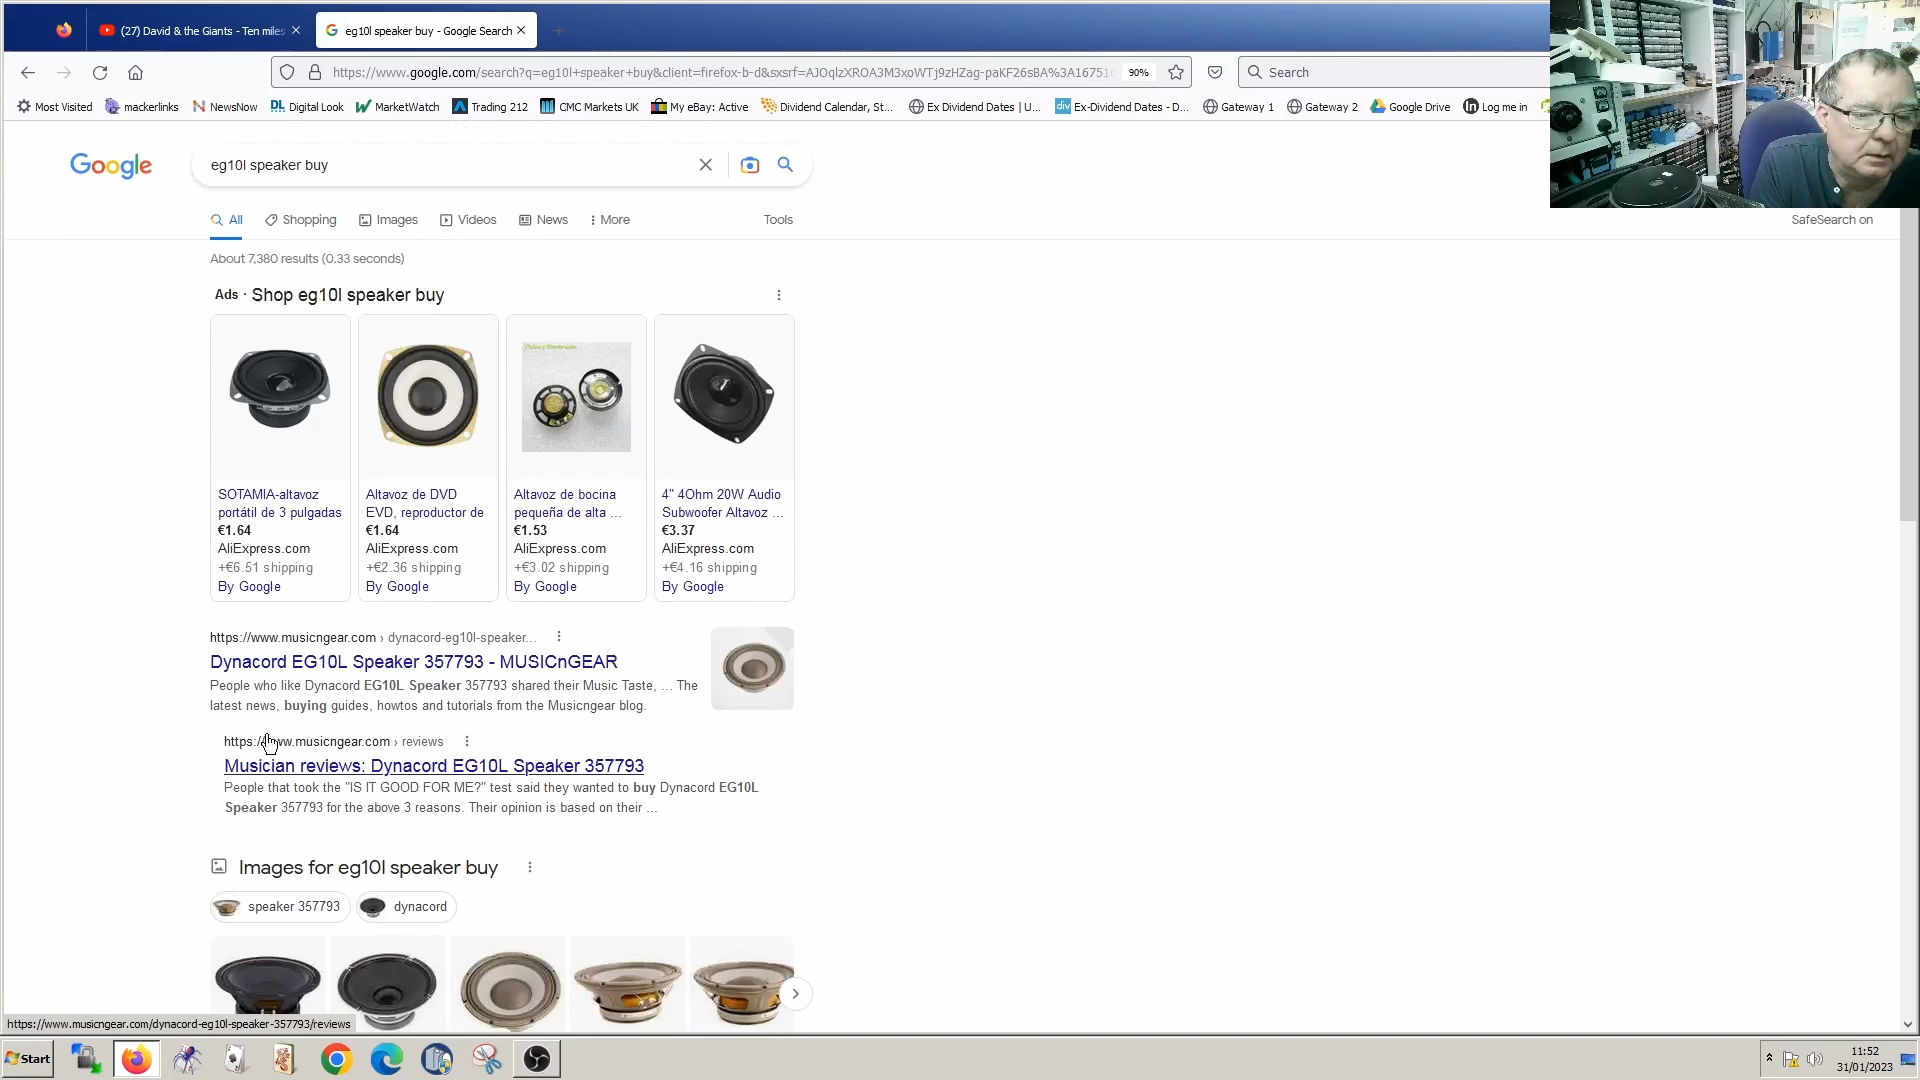 (27) David & the Giants - Ten miles
eg10l speaker buy - Google Search
https://www.google.com/search?q=eg10l+speaker+buy&client=firefox-b-d&sxsrf=AJOqlzXROA3M3xoWTj9zHZag-paKF26sBA%3A167516
90%
Search
Most Visited
mackerlinks
NewsNow
Digital Look
MarketWatch
Trading 212
CMC Markets UK
My eBay: Active
Dividend Calendar, St...
Ex Dividend Dates | U...
Ex-Dividend Dates - D...
Gateway 1
Gateway 2
Google Drive
Log me in
Google
eg10l speaker buy
All
Shopping
Images
Videos
News
More
Tools
SafeSearch on
About 7,380 results (0.33 seconds)
Ads · Shop eg10l speaker buy
SOTAMIA-altavoz
portátil de 3 pulgadas
€1.64
AliExpress.com
+€6.51 shipping
By Google
Altavoz de DVD
EVD, reproductor de
€1.64
AliExpress.com
+€2.36 shipping
By Google
Altavoz de bocina
pequeña de alta ...
€1.53
AliExpress.com
+€3.02 shipping
By Google
4" 4Ohm 20W Audio
Subwoofer Altavoz ...
€3.37
AliExpress.com
+€4.16 shipping
By Google
https://www.musicngear.com › dynacord-eg10l-speaker...
Dynacord EG10L Speaker 357793 - MUSICnGEAR
People who like Dynacord EG10L Speaker 357793 shared their Music Taste, ... The
latest news, buying guides, howtos and tutorials from the Musicngear blog.
https://www.musicngear.com › reviews
Musician reviews: Dynacord EG10L Speaker 357793
People that took the "IS IT GOOD FOR ME?" test said they wanted to buy Dynacord EG10L
Speaker 357793 for the above 3 reasons. Their opinion is based on their ...
Images for eg10l speaker buy
speaker 357793
dynacord
https://www.musicngear.com/dynacord-eg10l-speaker-357793/reviews
Start
11:52
31/01/2023